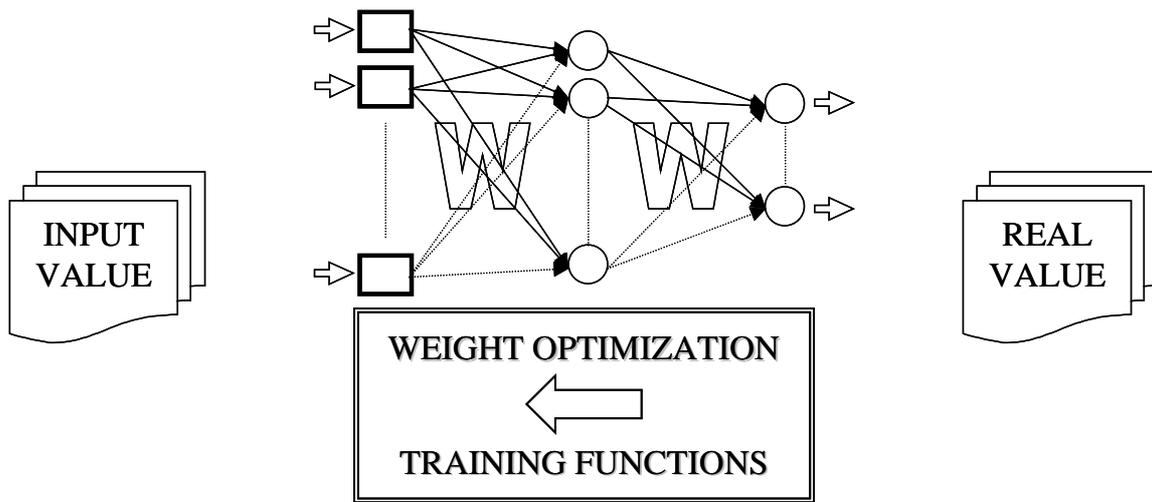 W W
INPUT
VALUE
REAL
VALUE
WEIGHT OPTIMIZATION
TRAINING FUNCTIONS